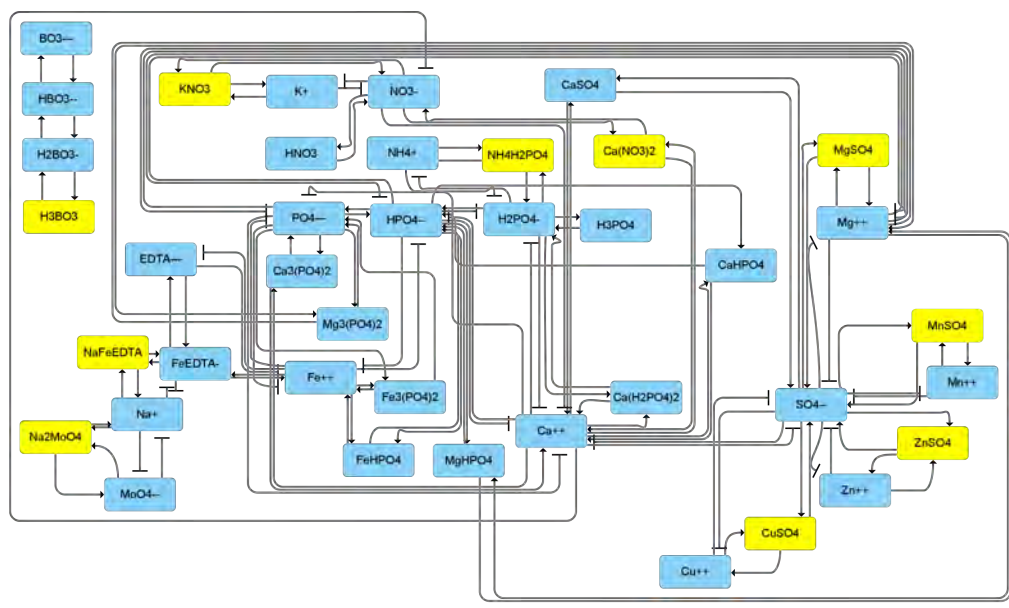 BO3---
HBO3--
H2BO3-
H3BO3
KNO3
K+
NO3-
CaSO4
HNO3
NH4+
NH4H2PO4
Ca(NO3)2
MgSO4
PO4---
HPO4--
H2PO4-
H3PO4
Mg++
EDTA---
Ca3(PO4)2
CaHPO4
Mg3(PO4)2
MnSO4
NaFeEDTA
FeEDTA-
Fe++
Fe3(PO4)2
Mn++
Ca(H2PO4)2
SO4--
Na+
Na2MoO4
Ca++
ZnSO4
FeHPO4
MgHPO4
MoO4--
Zn++
CuSO4
Cu++